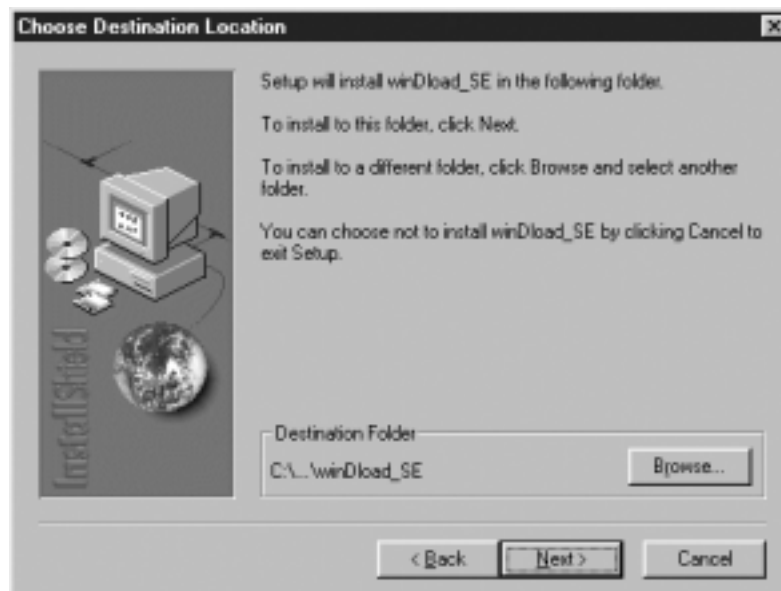 Choose Destination Location
Setup will install winDload_SE in the following folder.
To install to this folder, click Next.
To install to a different folder, click Browse and select another
folder.
You can choose not to install winDload_SE by clicking Cancel to
exit Setup.
InstallShield
Destination Folder
C:\...\winDload_SE
Browse...
< Back
Next >
Cancel